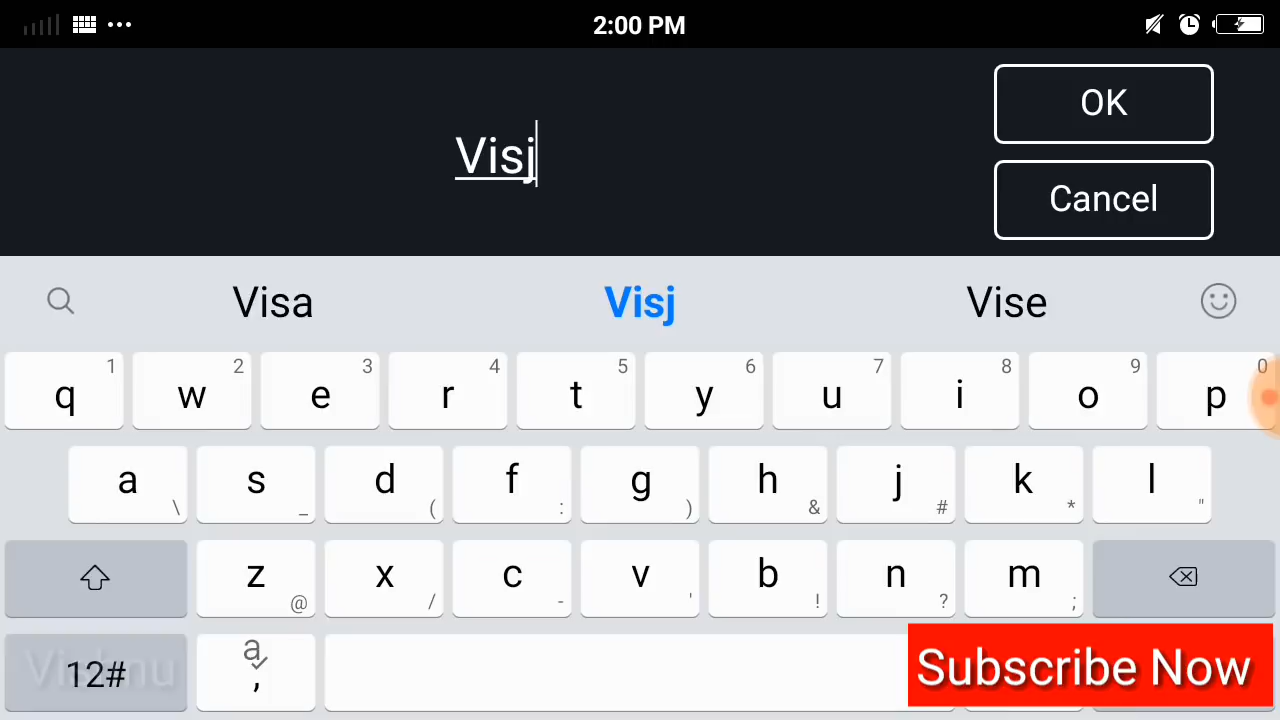 2:00 PM
Visj
OK
Cancel
Visa Visj Vise
1 2 3 4 5 6 7 8 9 0
q w e r t y u i o p
a s d f g h j k l
\ _ ( : ) & # * "
z x c v b n m
@ / - ' ! ? ;
12# a ,
Subscribe Now